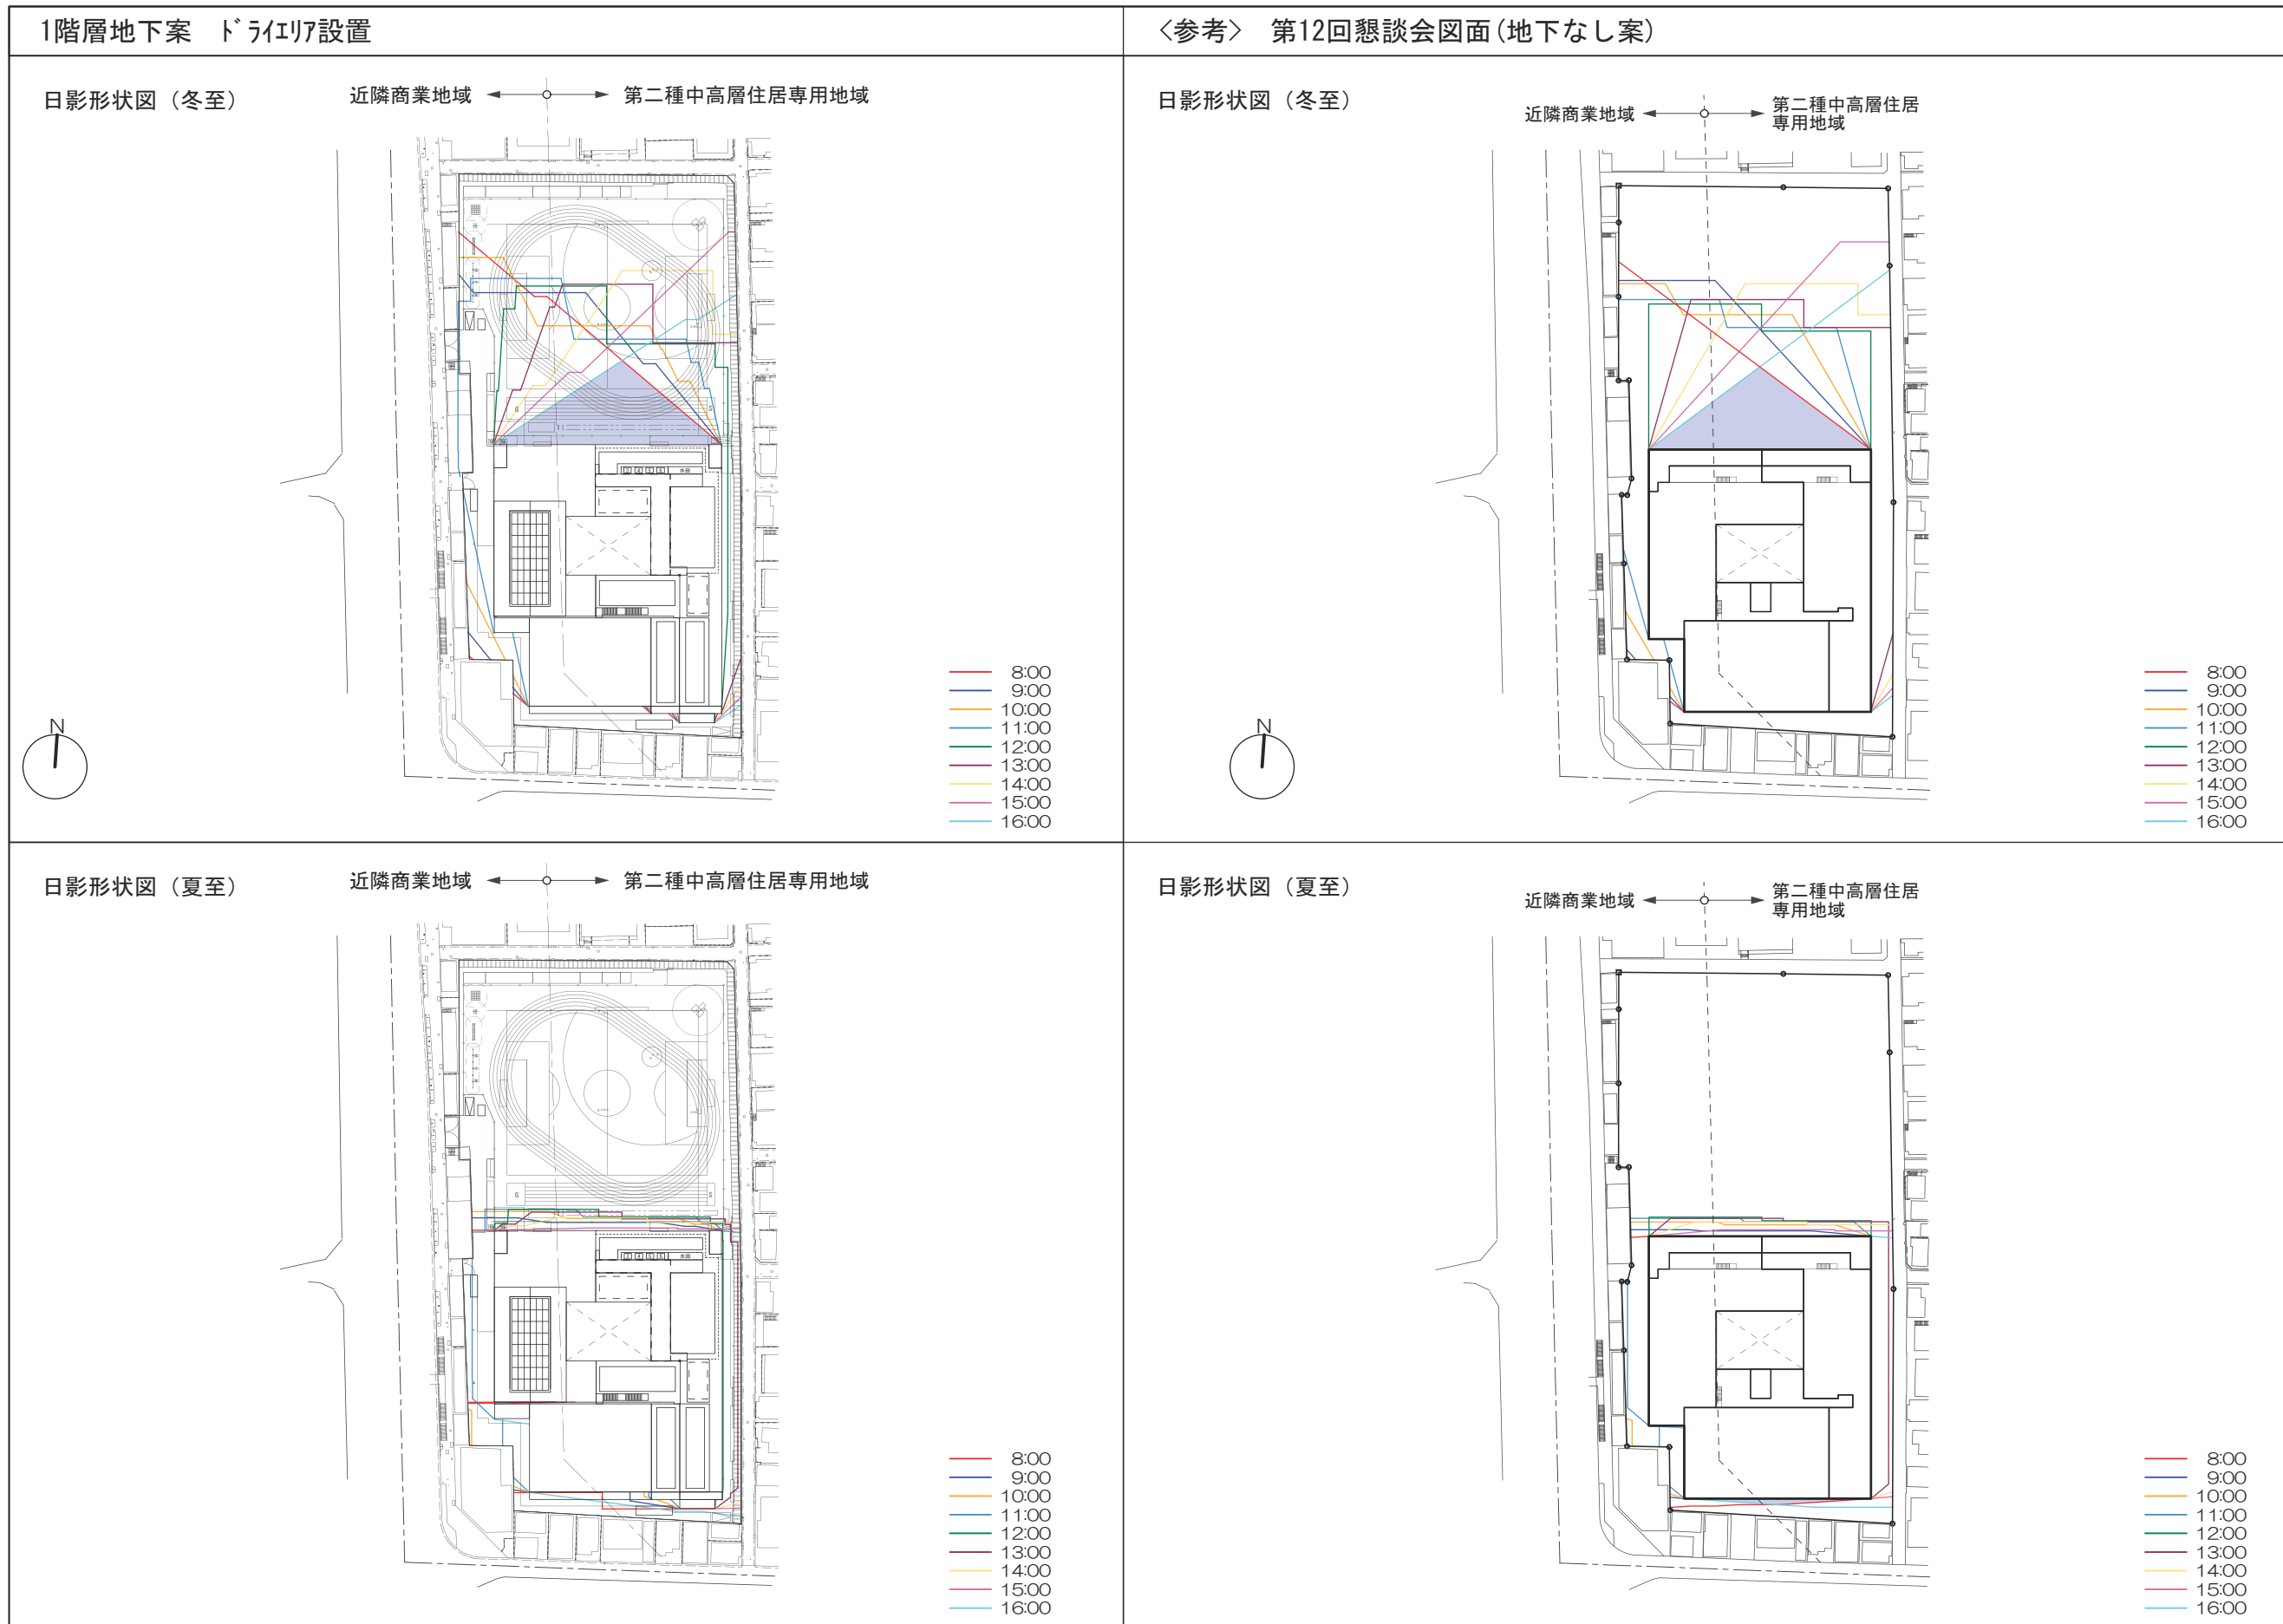 1階層地下案 ドライエリア設置
<参考> 第12回懇談会図面(地下なし案)
日影形状図（冬至）
近隣商業地域
第二種中高層住居専用地域
G
S
水田
N
8:00
9:00
10:00
11:00
12:00
13:00
14:00
15:00
16:00
日影形状図（冬至）
近隣商業地域
第二種中高層住居
専用地域
N
8:00
9:00
10:00
11:00
12:00
13:00
14:00
15:00
16:00
日影形状図（夏至）
近隣商業地域
第二種中高層住居専用地域
G
S
水田
8:00
9:00
10:00
11:00
12:00
13:00
14:00
15:00
16:00
日影形状図（夏至）
近隣商業地域
第二種中高層住居
専用地域
8:00
9:00
10:00
11:00
12:00
13:00
14:00
15:00
16:00